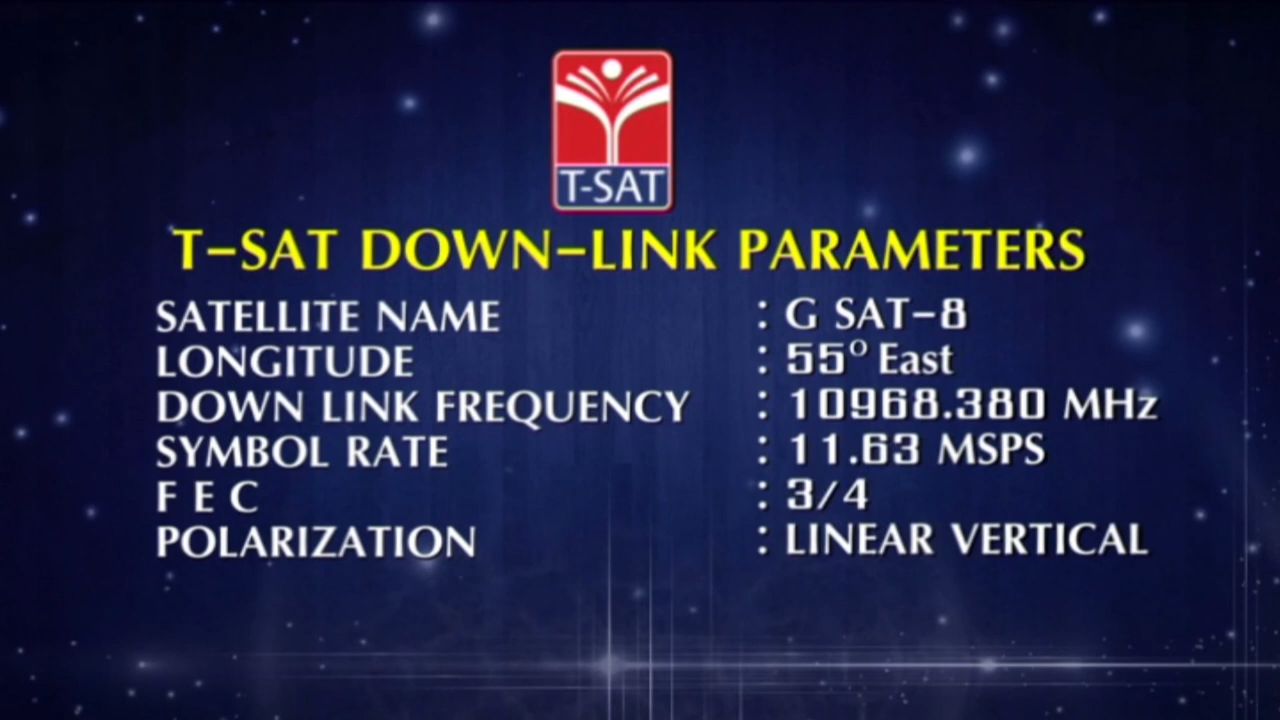 T-SAT
T-SAT DOWN-LINK PARAMETERS
SATELLITE NAME : G SAT-8
LONGITUDE : 55° East
DOWN LINK FREQUENCY : 10968.380 MHz
SYMBOL RATE : 11.63 MSPS
F E C : 3/4
POLARIZATION : LINEAR VERTICAL